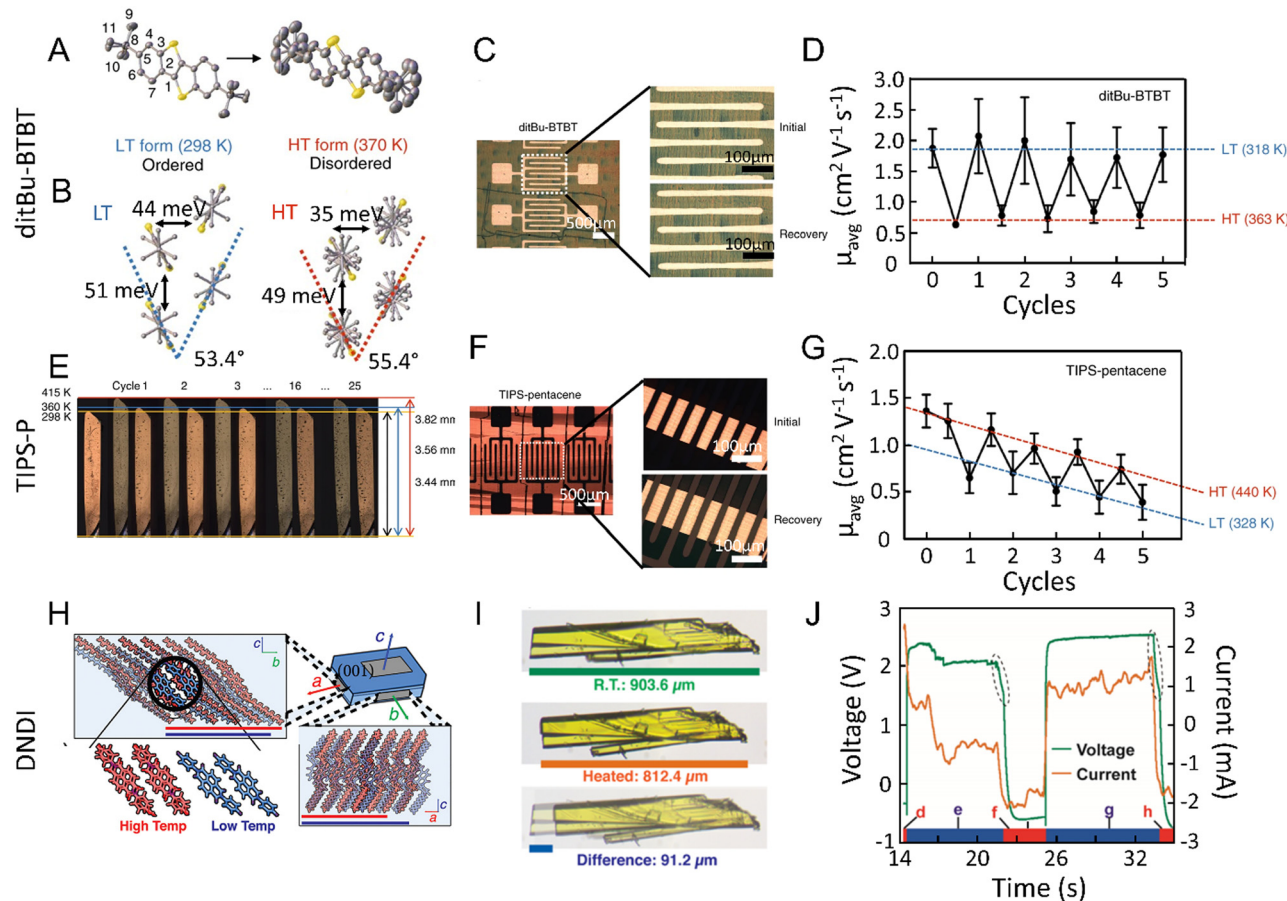 ditBu-BTBT
A
9
11
4
8
3
5
2
10
6
1
7
LT form (298 K)
Ordered
HT form (370 K)
Disordered
B
44 meV
LT
51 meV
53.4°
35 meV
HT
49 meV
55.4°
C
ditBu-BTBT
500µm
Initial
100µm
Recovery
100µm
D
3.0
2.5
2.0
1.5
1.0
0.5
0
µavg (cm² V⁻¹ s⁻¹)
ditBu-BTBT
LT (318 K)
HT (363 K)
0 1 2 3 4 5
Cycles
TIPS-P
E
Cycle 1 2 3 ... 16 ... 25
415 K
360 K
298 K
3.82 mm
3.56 mm
3.44 mm
F
TIPS-pentacene
500µm
Initial
100µm
Recovery
100µm
G
2.0
1.5
1.0
0.5
0
µavg (cm² V⁻¹ s⁻¹)
TIPS-pentacene
HT (440 K)
LT (328 K)
0 1 2 3 4 5
Cycles
DNDI
H
c
b
(001)
c
a
b
c
a
High Temp
Low Temp
I
R.T.: 903.6 µm
Heated: 812.4 µm
Difference: 91.2 µm
J
3
2
1
0
-1
Voltage (V)
3
2
1
0
-1
-2
-3
Current (mA)
Voltage
Current
d e f g h
14 20 26 32
Time (s)